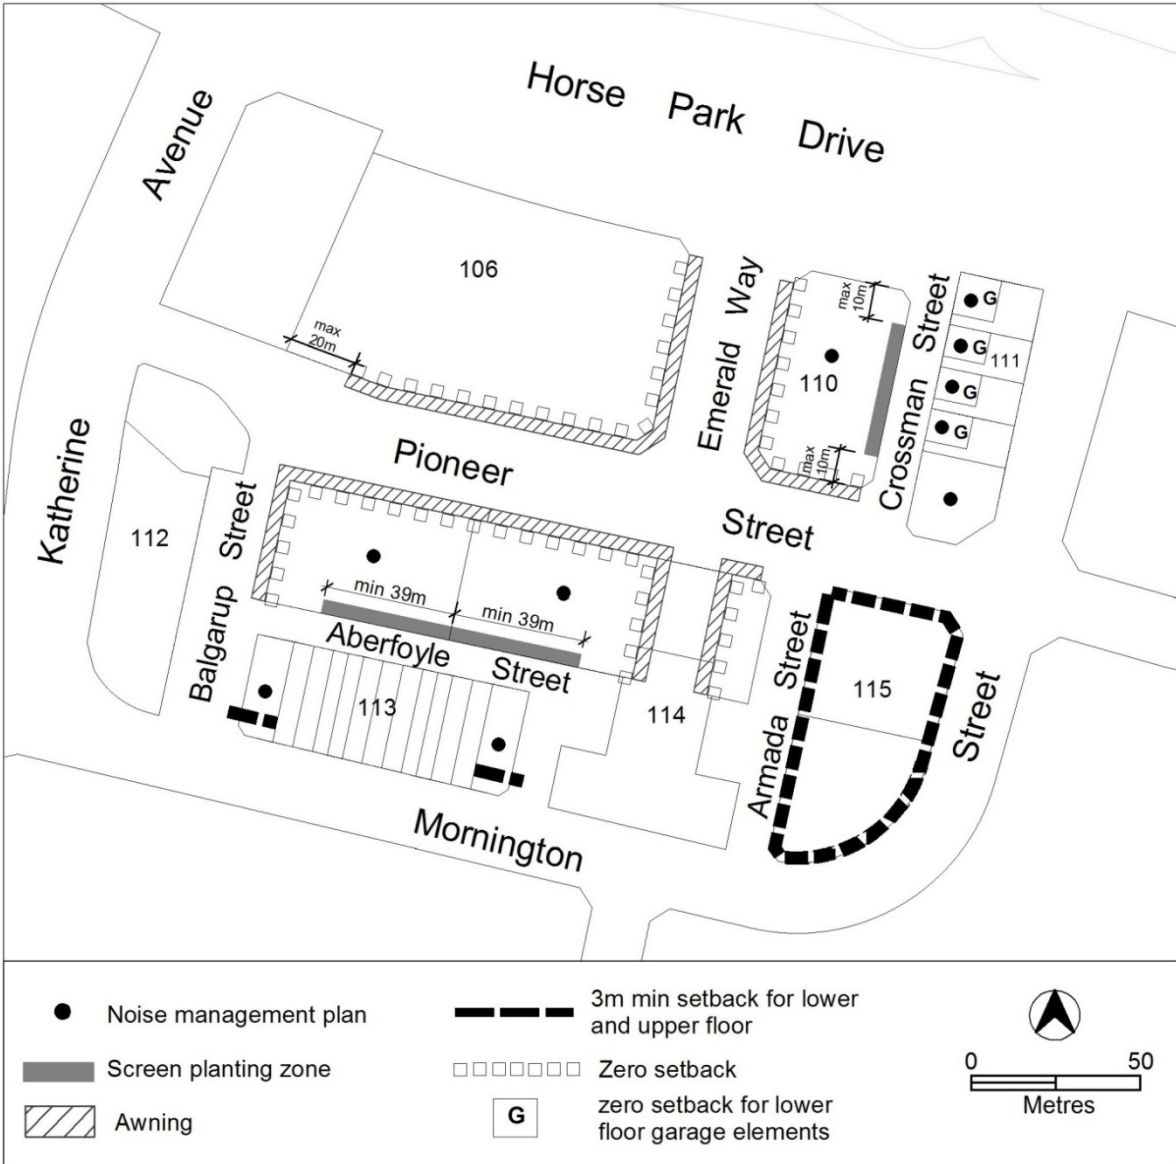 Horse Park Drive
Avenue
106
max
20m
Emerald Way
max
10m
110
max
10m
Crossman Street
G
G
111
G
G
Katherine
Pioneer
Street
112
Balgarup Street
min 39m
min 39m
Aberfoyle Street
113
114
Armada Street
115
Street
Mornington
Noise management plan
Screen planting zone
Awning
3m min setback for lower
and upper floor
Zero setback
G
zero setback for lower
floor garage elements
0 50
Metres